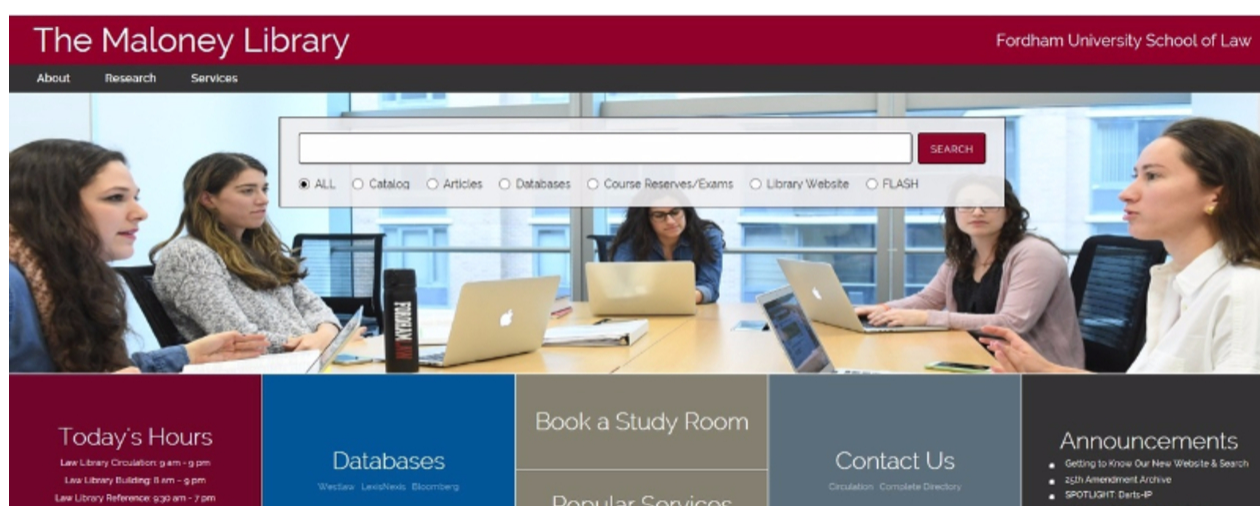 The Maloney Library
Fordham University School of Law
About Research Services
SEARCH
ALL Catalog Articles Databases Course Reserves/Exams Library Website FLASH
FORDHAM
Today's Hours
Law Library Circulation: 9 am - 9 pm
Law Library Building: 8 am - 9 pm
Law Library Reference: 9:30 am - 7 pm
Databases
Westlaw LexisNexis Bloomberg
Book a Study Room
Popular Services
Contact Us
Circulation Complete Directory
Announcements
Getting to Know Our New Website & Search
25th Amendment Archive
SPOTLIGHT: Darts-IP